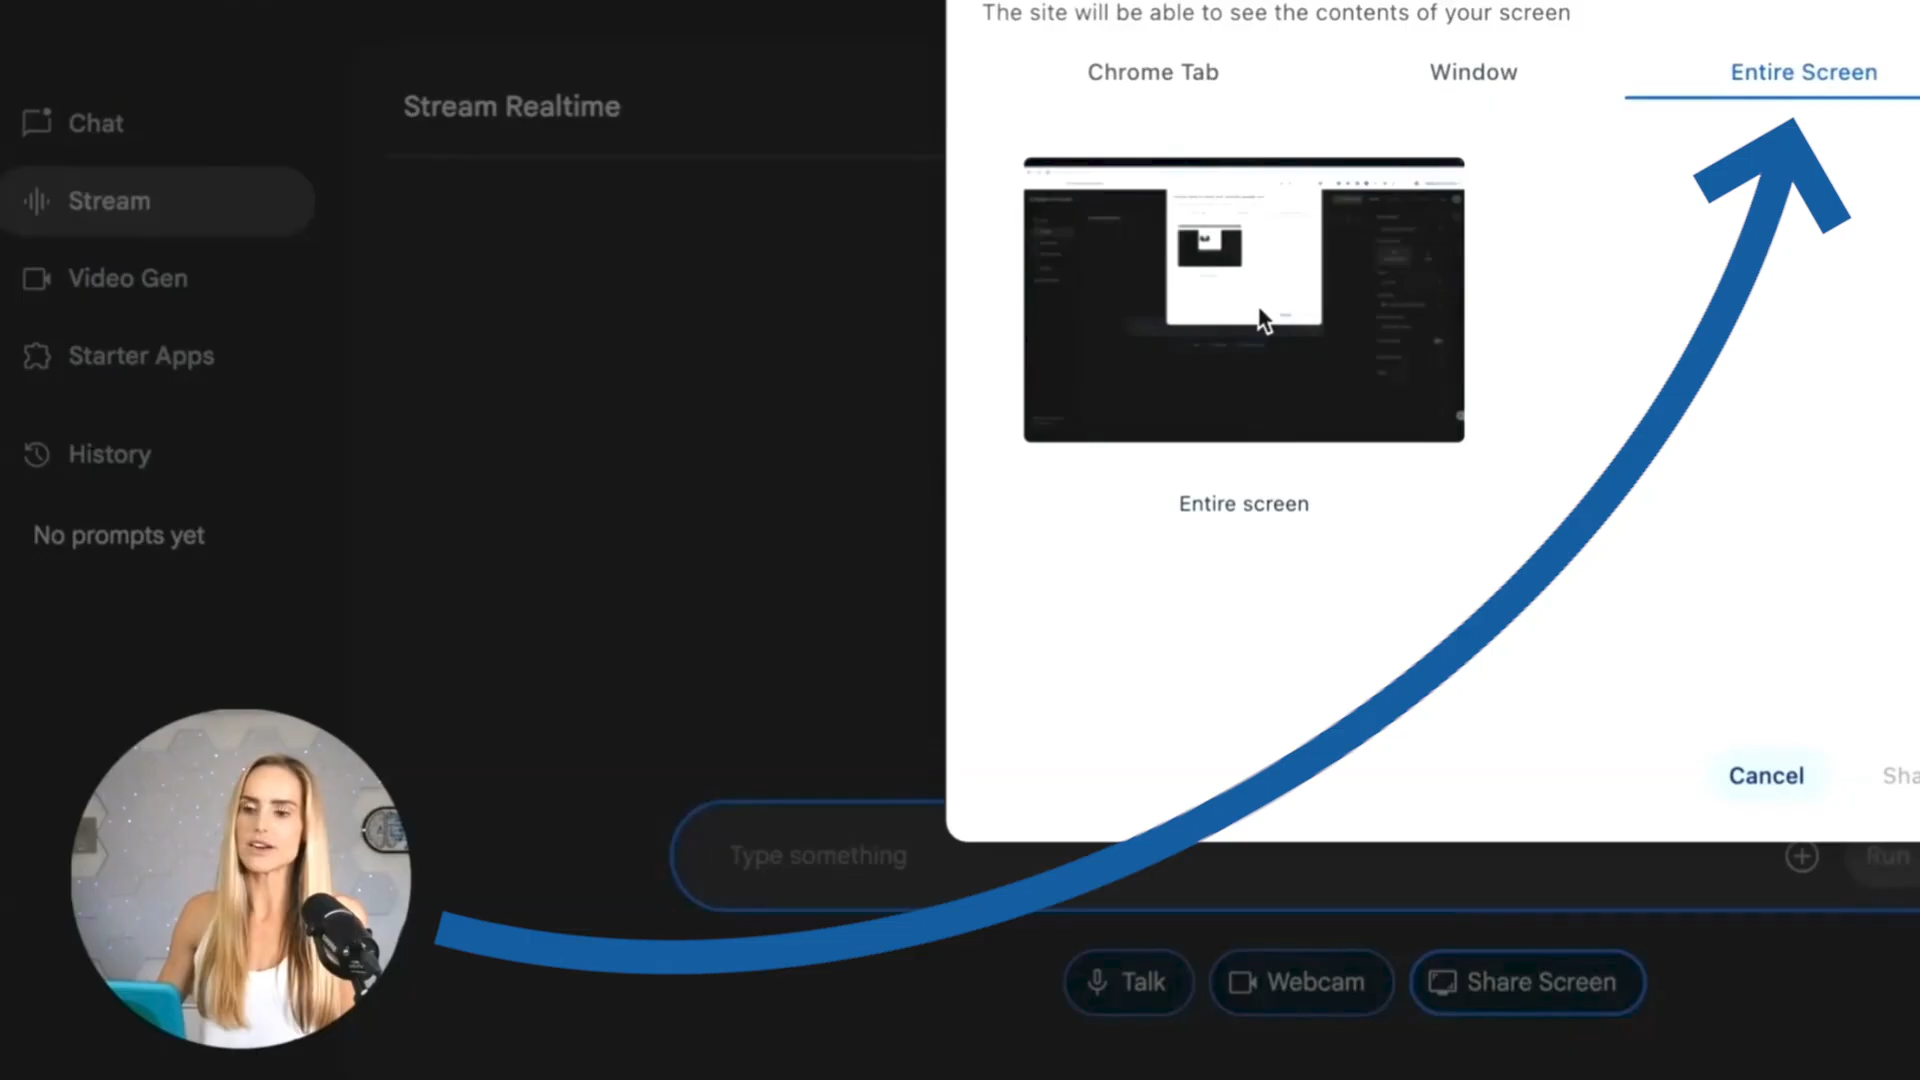 The site will be able to see the contents of your screen
Chrome Tab
Window
Entire Screen
Stream Realtime
Chat
Stream
Video Gen
Starter Apps
History
No prompts yet
Entire screen
Cancel
Sha
Type something
Run
Talk
Webcam
Share Screen